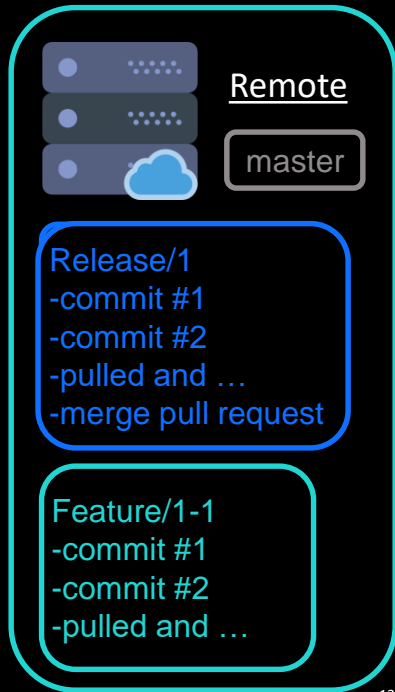 Remote
master
Release/1
-commit #1
-commit #2
-pulled and …
-merge pull request
Feature/1-1
-commit #1
-commit #2
-pulled and …